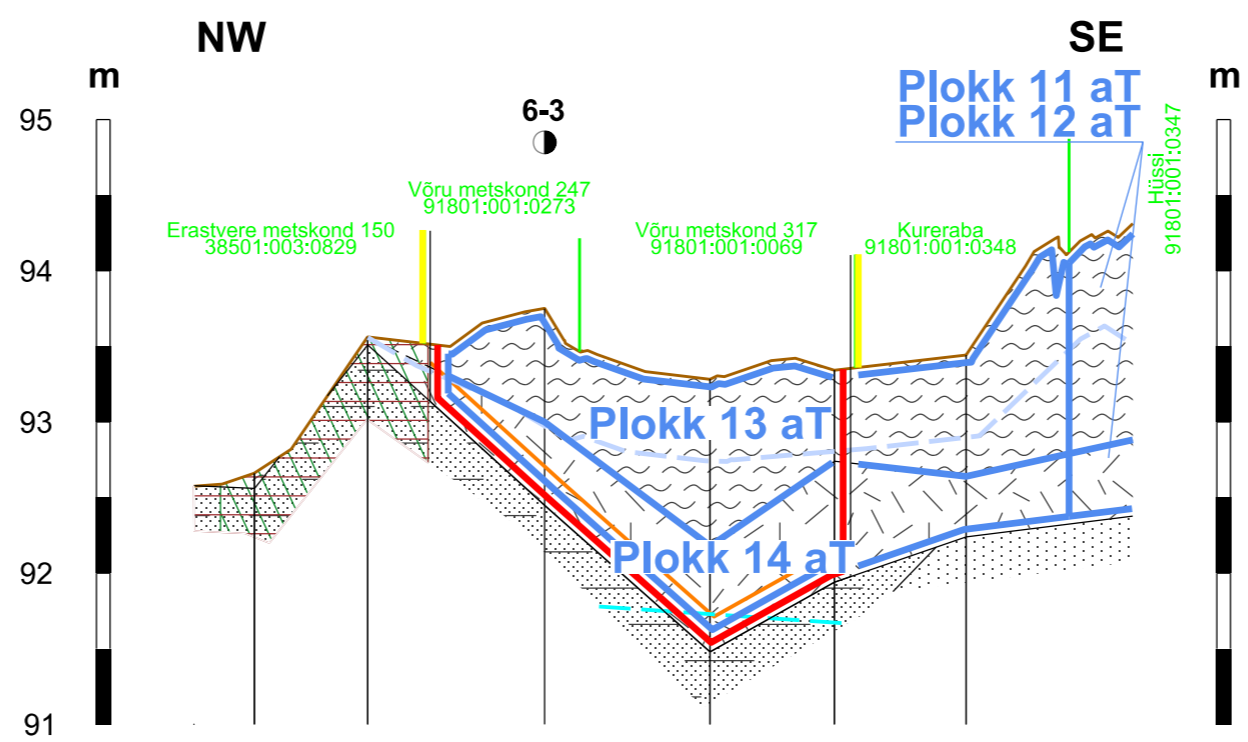 NW
SE
m
m
Plokk 11 aT
Plokk 12 aT
95
6-3
Hüssi
91801:001:0347
Võru metskond 247
91801:001:0273
Erastvere metskond 150
38501:003:0829
Võru metskond 317
91801:001:0069
Kureraba
91801:001:0348
94
93
Plokk 13 aT
92
Plokk 14 aT
91